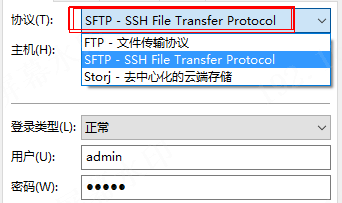 协议(T):
SFTP - SSH File Transfer Protocol
FTP - 文件传输协议
主机(H):
SFTP - SSH File Transfer Protocol
Storj - 去中心化的云端存储
登录类型(L):
正常
用户(U):
admin
密码(W):
●●●●●